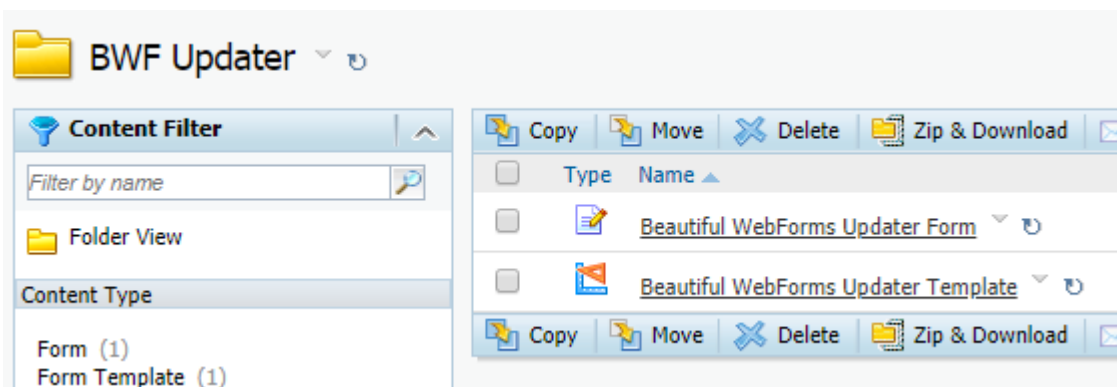 BWF Updater
Content Filter
Filter by name
Folder View
Content Type
Form (1)
Form Template (1)
Copy Move Delete Zip & Download
Type Name
Beautiful WebForms Updater Form
Beautiful WebForms Updater Template
Copy Move Delete Zip & Download